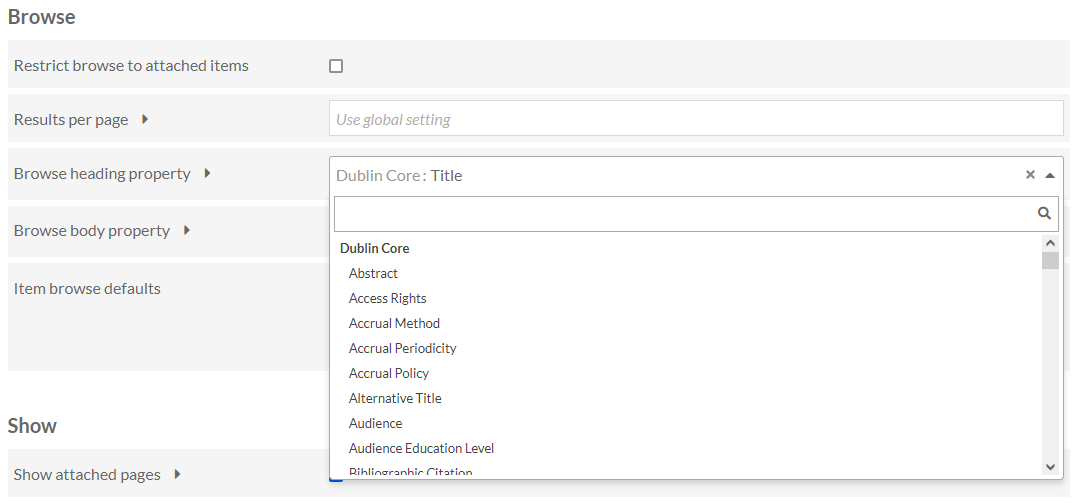 Browse
Restrict browse to attached items
Results per page
Use global setting
Browse heading property
Dublin Core: Title
Browse body property
Dublin Core
Abstract
Access Rights
Accrual Method
Accrual Periodicity
Accrual Policy
Alternative Title
Audience
Audience Education Level
Bibliographic Citation
Item browse defaults
Show
Show attached pages